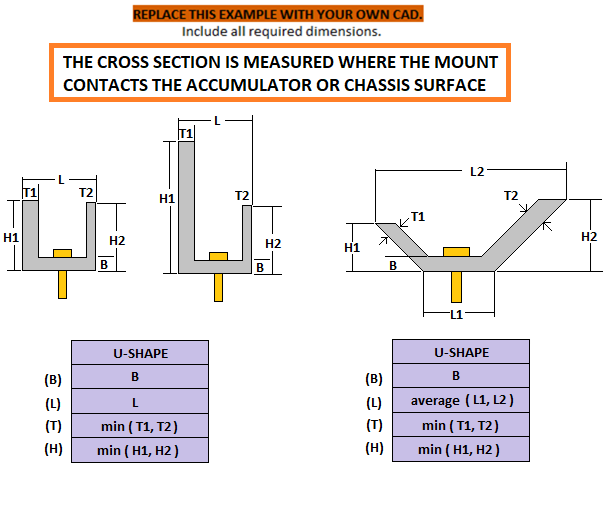 REPLACE THIS EXAMPLE WITH YOUR OWN CAD.
Include all required dimensions.
THE CROSS SECTION IS MEASURED WHERE THE MOUNT
CONTACTS THE ACCUMULATOR OR CHASSIS SURFACE
L
T1
T2
H1
H2
B
L
T1
T2
H1
H2
B
L2
T1
T2
H1
H2
B
L1
U-SHAPE
(B) B
(L) L
(T) min ( T1, T2 )
(H) min ( H1, H2 )
U-SHAPE
(B) B
(L) average ( L1, L2 )
(T) min ( T1, T2 )
(H) min ( H1, H2 )